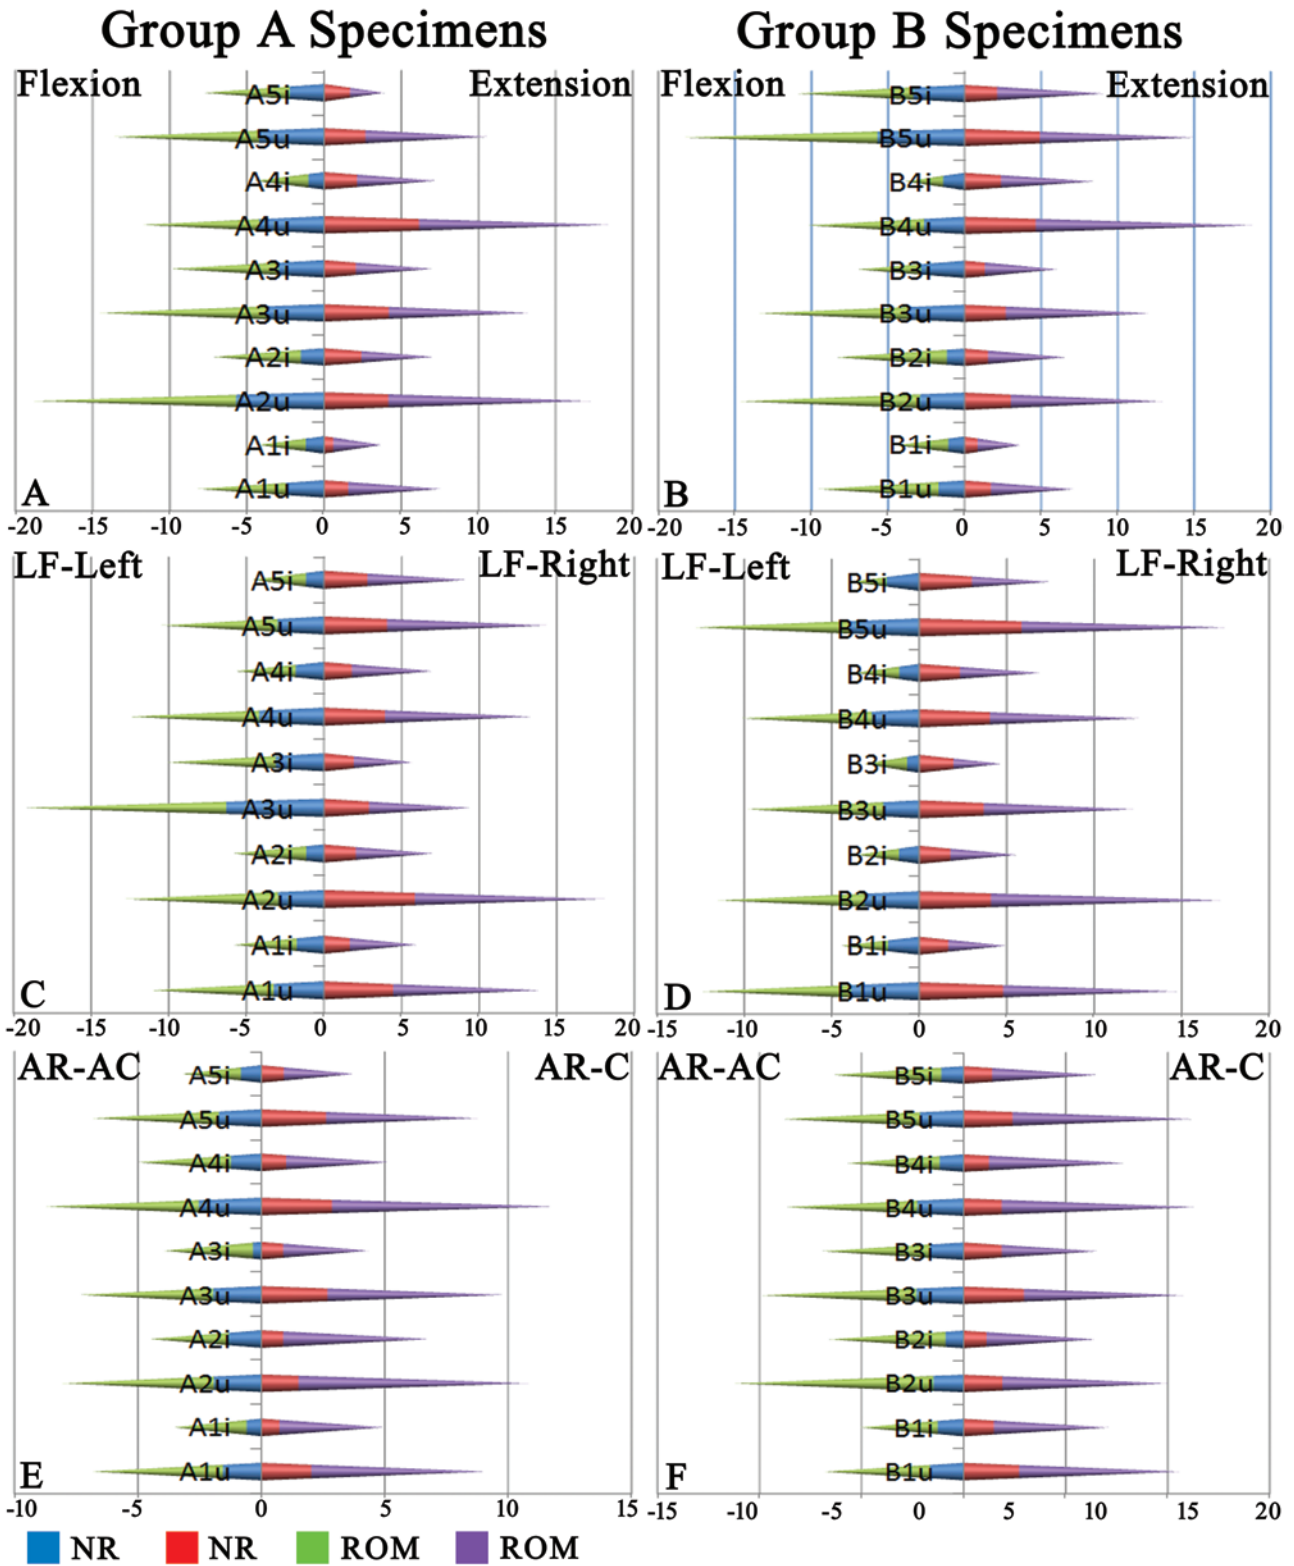 Group A Specimens
Group B Specimens
Flexion
Extension
A5i
A5u
A4i
A4u
A3i
A3u
A2i
A2u
A1i
A1u
A
-20 -15 -10 -5 0 5 10 15 20
Flexion
Extension
B5i
B5u
B4i
B4u
B3i
B3u
B2i
B2u
B1i
B1u
B
-20 -15 -10 -5 0 5 10 15 20
LF-Left
LF-Right
A5i
A5u
A4i
A4u
A3i
A3u
A2i
A2u
A1i
A1u
C
-20 -15 -10 -5 0 5 10 15 20
LF-Left
LF-Right
B5i
B5u
B4i
B4u
B3i
B3u
B2i
B2u
B1i
B1u
D
-15 -10 -5 0 5 10 15 20
AR-AC
AR-C
A5i
A5u
A4i
A4u
A3i
A3u
A2i
A2u
A1i
A1u
E
-10 -5 0 5 10 15
AR-AC
AR-C
B5i
B5u
B4i
B4u
B3i
B3u
B2i
B2u
B1i
B1u
F
-15 -10 -5 0 5 10 15 20
NR NR ROM ROM